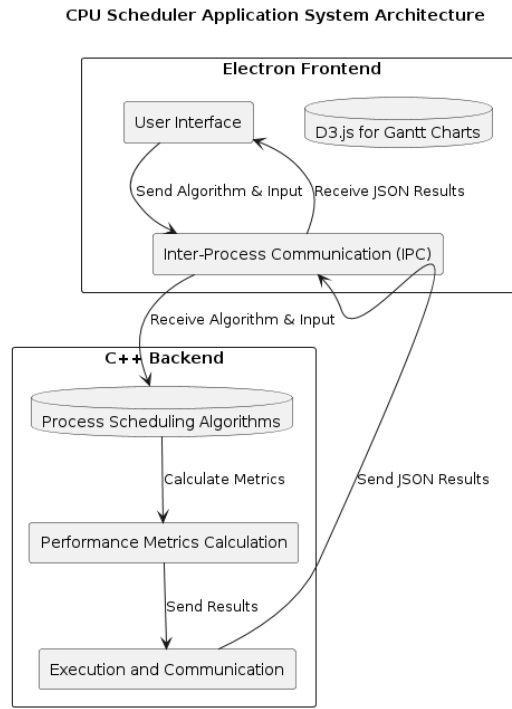 CPU Scheduler Application System Architecture
Electron Frontend
User Interface
D3.js for Gantt Charts
Send Algorithm & Input
Receive JSON Results
Inter-Process Communication (IPC)
Receive Algorithm & Input
C++ Backend
Process Scheduling Algorithms
Calculate Metrics
Send JSON Results
Performance Metrics Calculation
Send Results
Execution and Communication